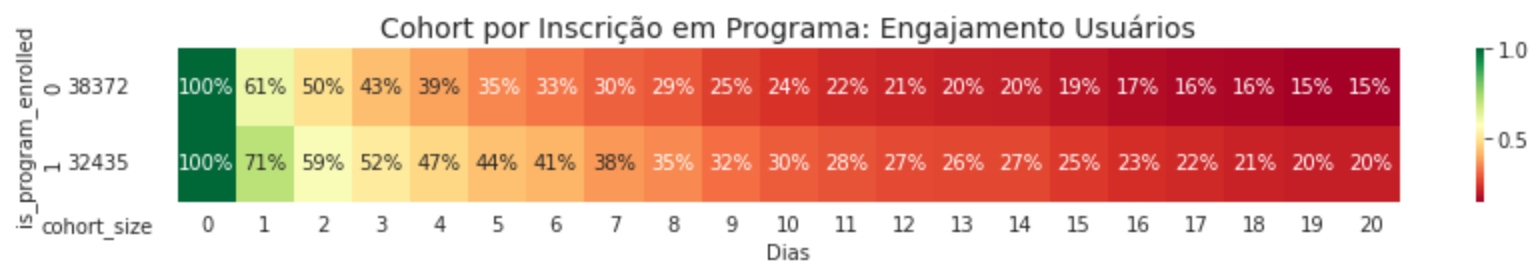 Cohort por Inscrição em Programa: Engajamento Usuários
is_program_enrolled
0 38372 100% 61% 50% 43% 39% 35% 33% 30% 29% 25% 24% 22% 21% 20% 20% 19% 17% 16% 16% 15% 15%
1 32435 100% 71% 59% 52% 47% 44% 41% 38% 35% 32% 30% 28% 27% 26% 27% 25% 23% 22% 21% 20% 20%
cohort_size 0 1 2 3 4 5 6 7 8 9 10 11 12 13 14 15 16 17 18 19 20
Dias
1.0
0.5